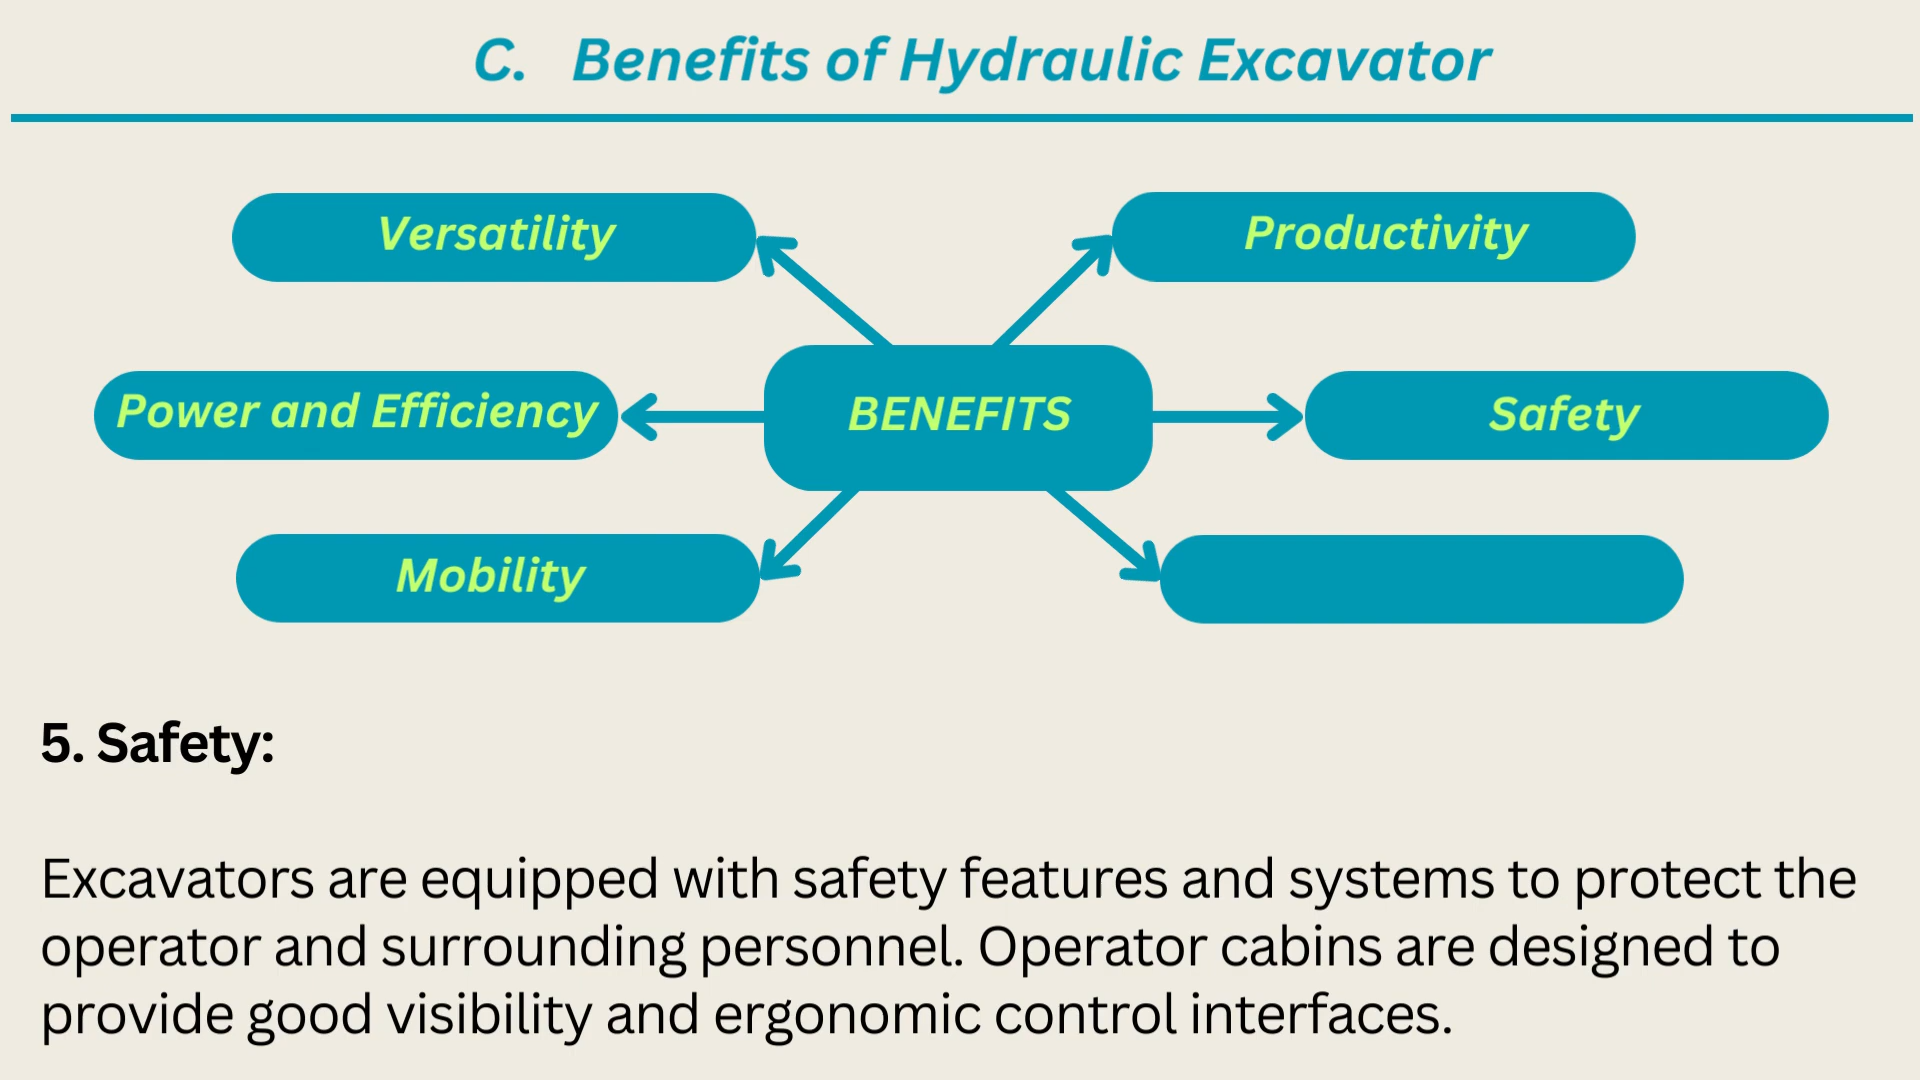 C. Benefits of Hydraulic Excavator
Versatility
Productivity
Power and Efficiency
BENEFITS
Safety
Mobility
5. Safety:
Excavators are equipped with safety features and systems to protect the
operator and surrounding personnel. Operator cabins are designed to
provide good visibility and ergonomic control interfaces.